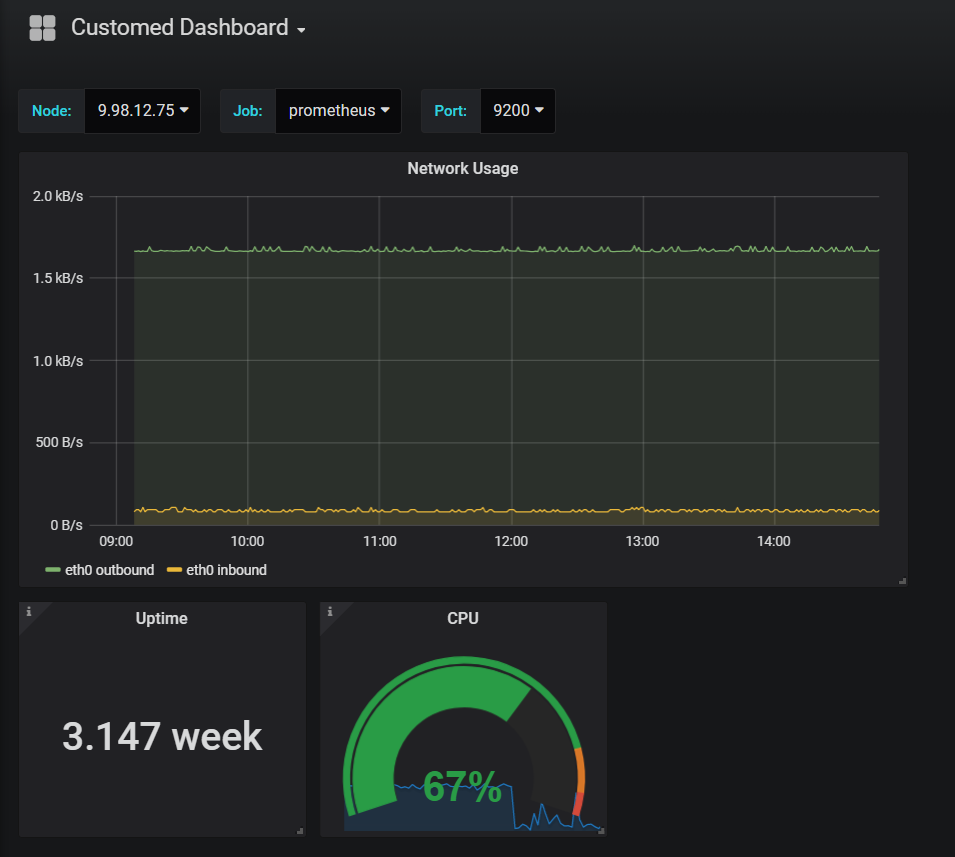 Customed Dashboard
Node: 9.98.12.75 Job: prometheus Port: 9200
Network Usage
2.0 kB/s
1.5 kB/s
1.0 kB/s
500 B/s
0 B/s
09:00 10:00 11:00 12:00 13:00 14:00
eth0 outbound eth0 inbound
i Uptime
3.147 week
i CPU
67%